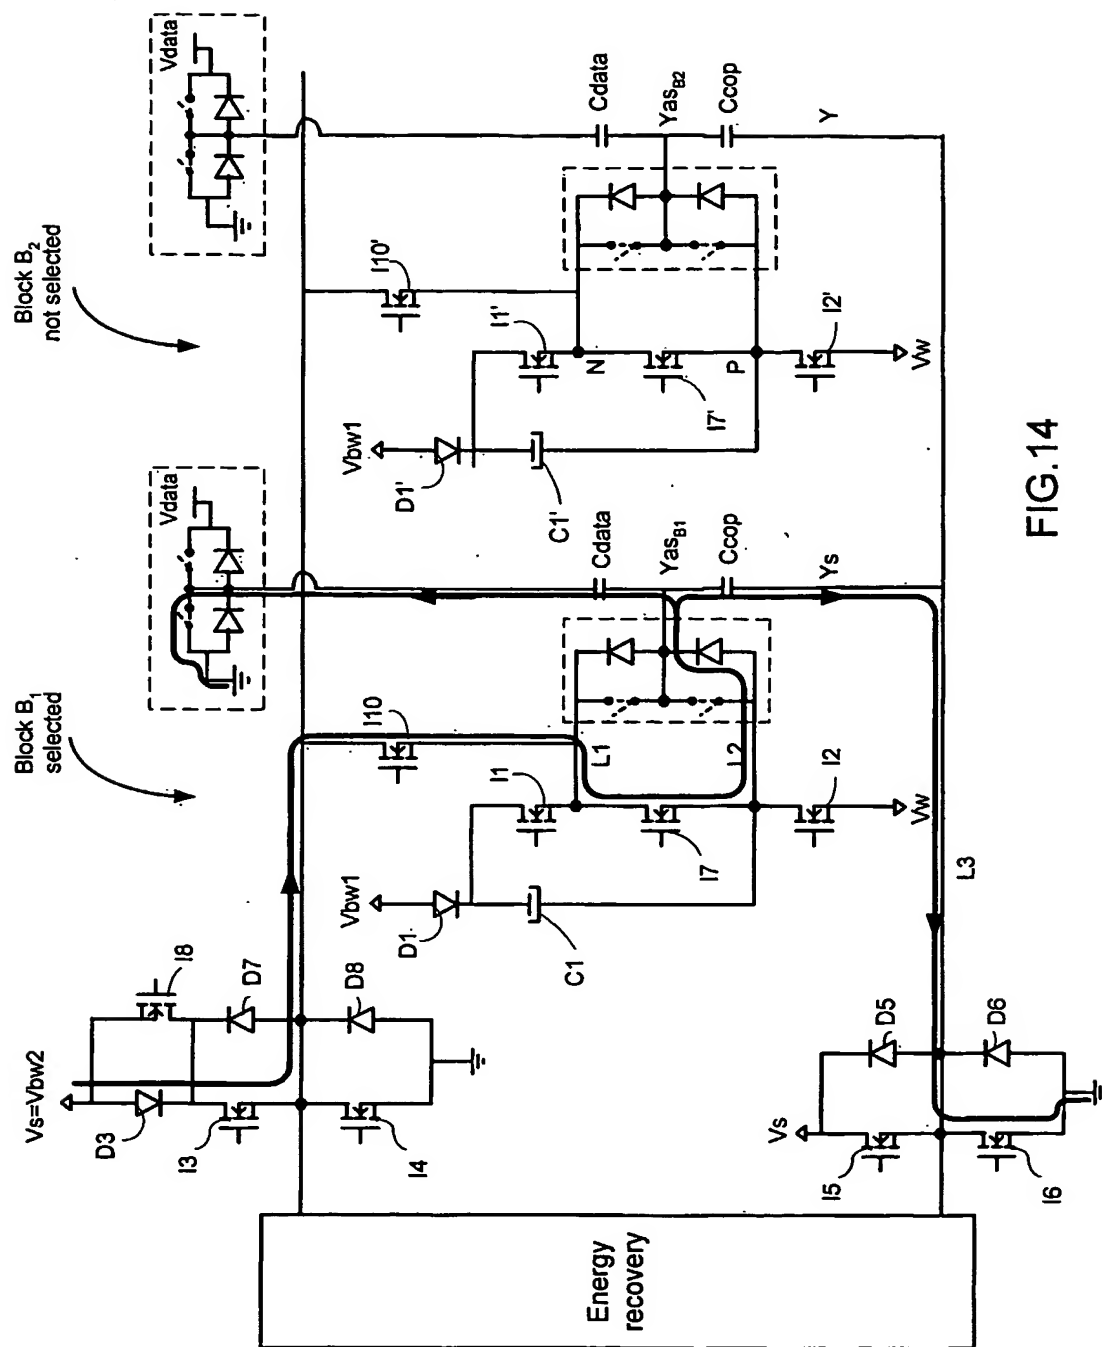 Block B2
not selected
Vdata
I10'
I1'
N
I7'
P
I2'
Vw
Vbw1
D1'
C1'
Cdata
YasB2
Ccop
Y
Block B1
selected
Vdata
I10
I1
L1
L2
I7
I2
Vw
Vbw1
D1
C1
Cdata
YasB1
Ccop
Ys
L3
Vs=Vbw2
I8
D3
D7
I3
D8
I4
Vs
D5
I5
D6
I6
Energy
recovery
FIG.14